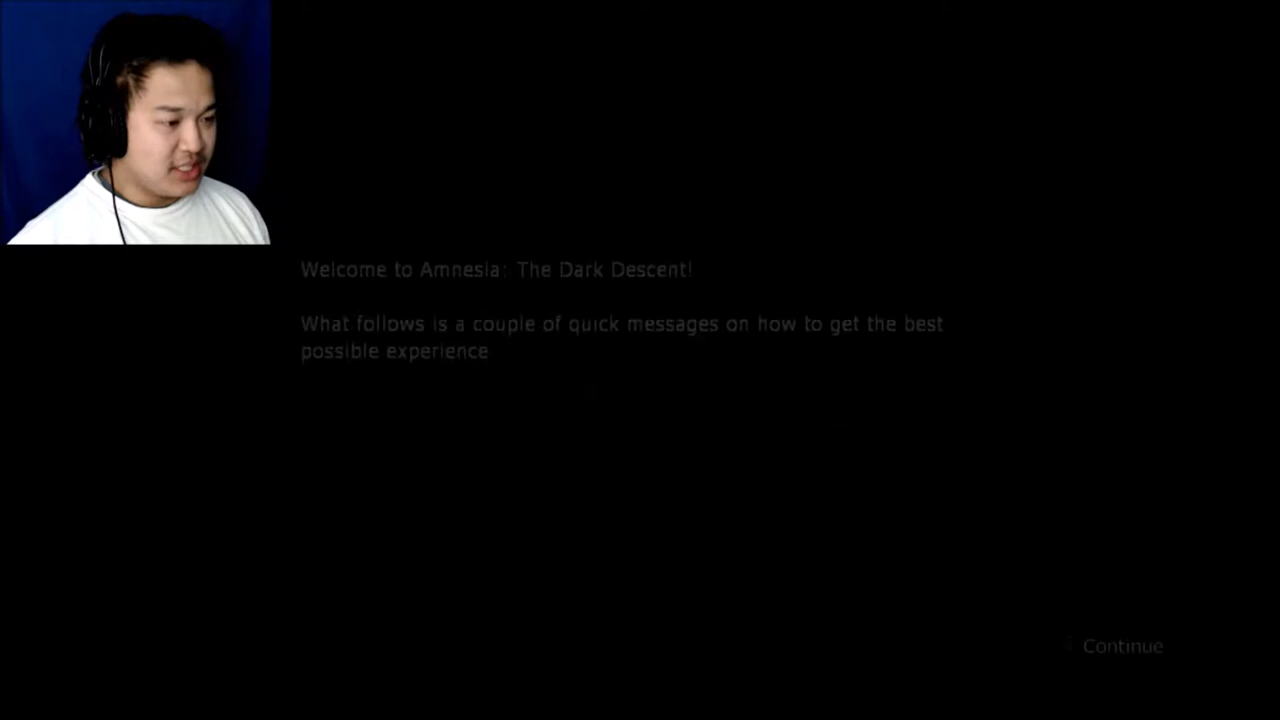 Welcome to Amnesia: The Dark Descent!
What follows is a couple of quick messages on how to get the best
possible experience
Continue